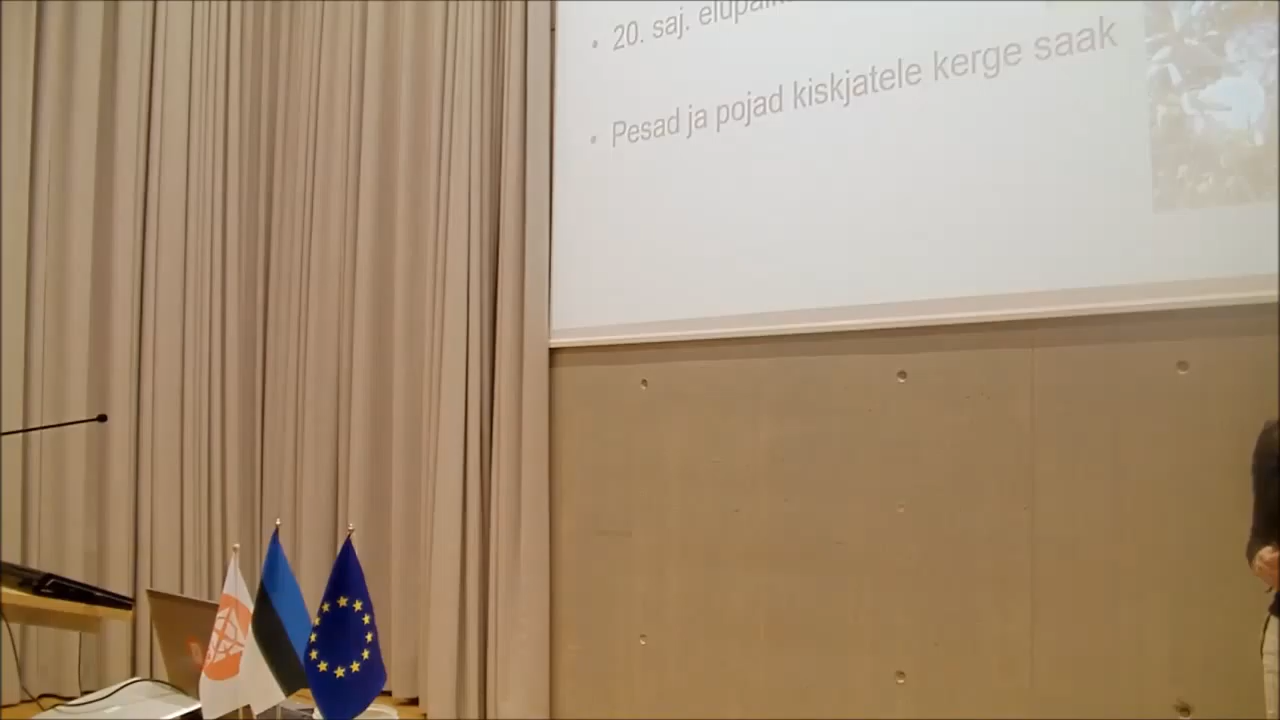 • 20. saj.
• Pesad ja pojad kiskjatele kerge saak